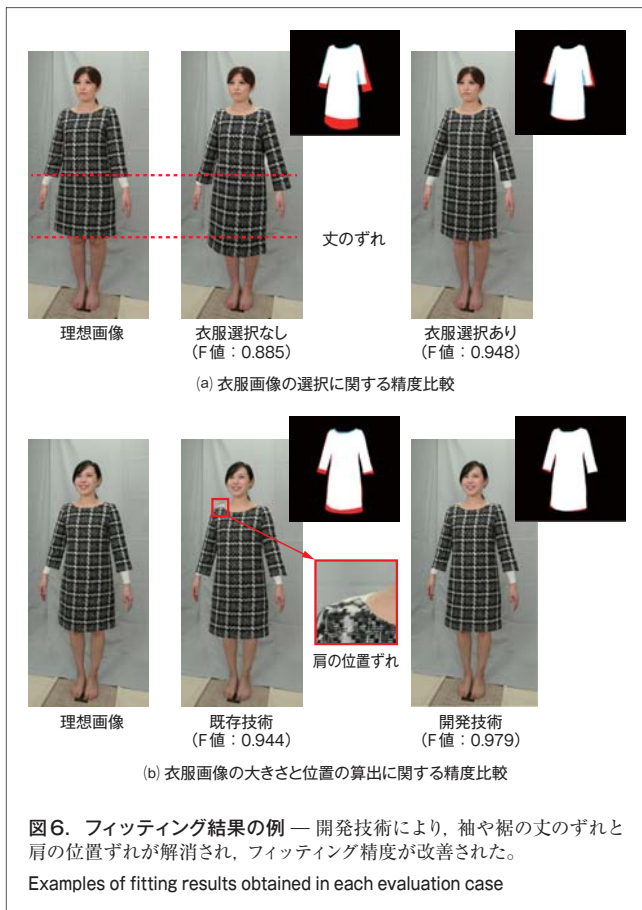 丈のずれ
理想画像
衣服選択なし
(F値：0.885)
衣服選択あり
(F値：0.948)
(a) 衣服画像の選択に関する精度比較
肩の位置ずれ
理想画像
既存技術
(F値：0.944)
開発技術
(F値：0.979)
(b) 衣服画像の大きさと位置の算出に関する精度比較
図6．フィッティング結果の例 — 開発技術により，袖や裾の丈のずれと
肩の位置ずれが解消され，フィッティング精度が改善された。
Examples of fitting results obtained in each evaluation case